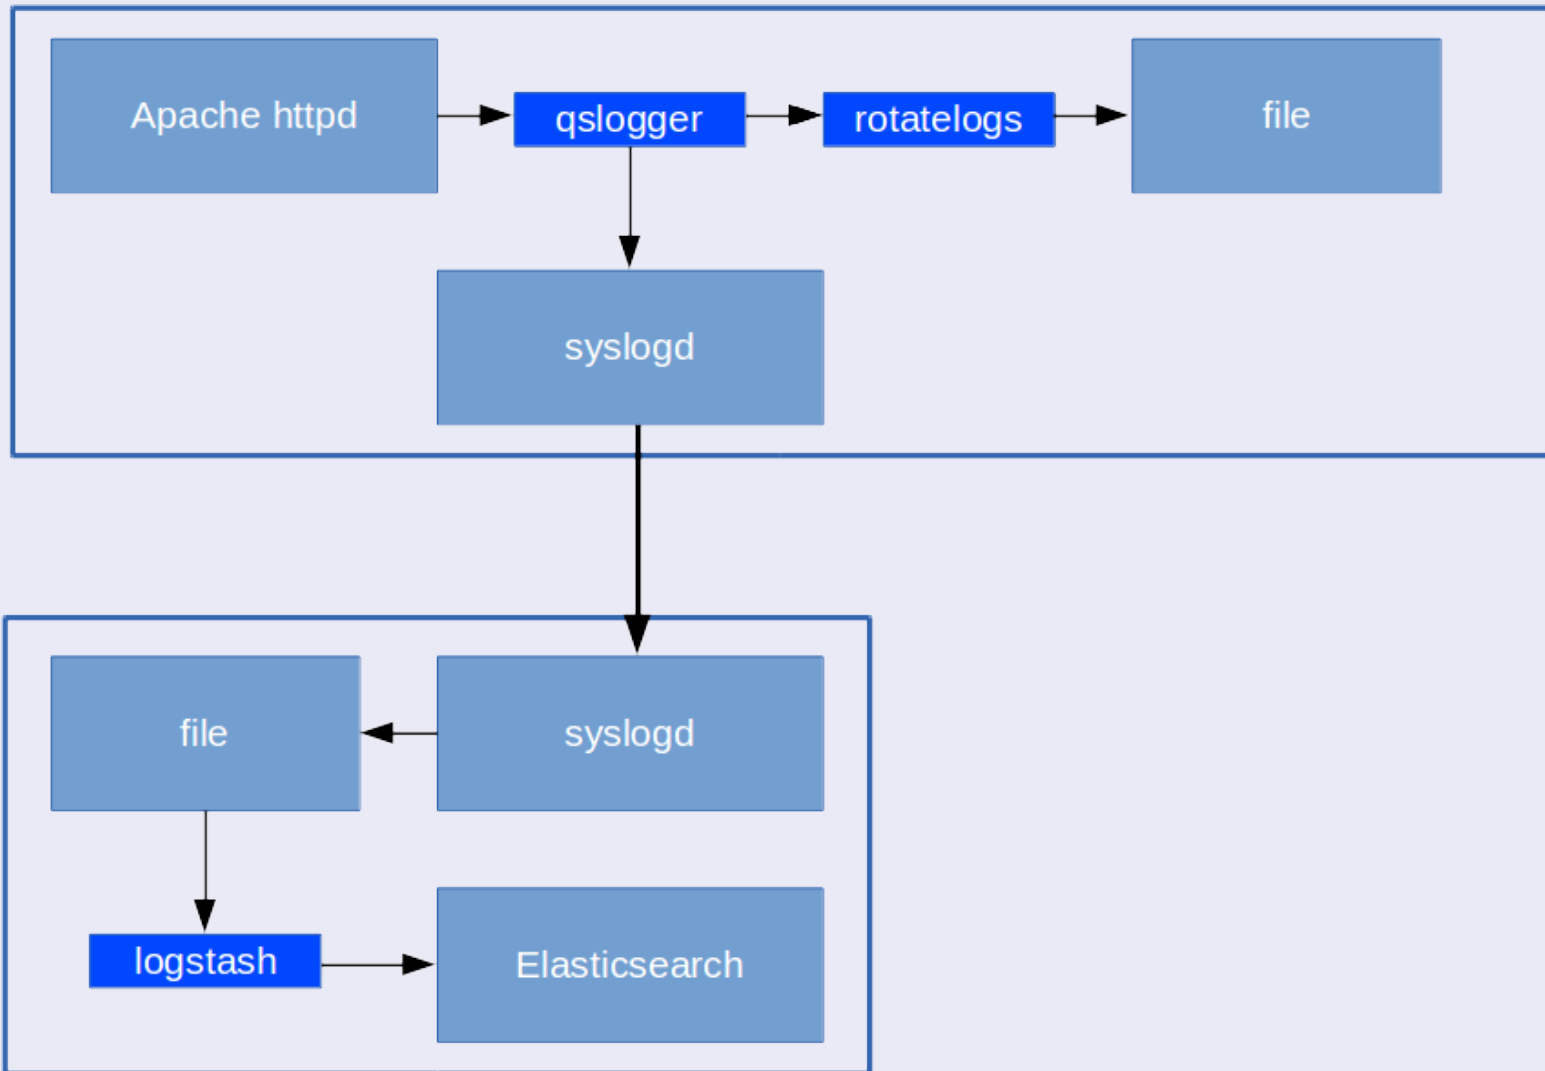 Apache httpd
qslogger
rotatelogs
file
syslogd
file
syslogd
logstash
Elasticsearch